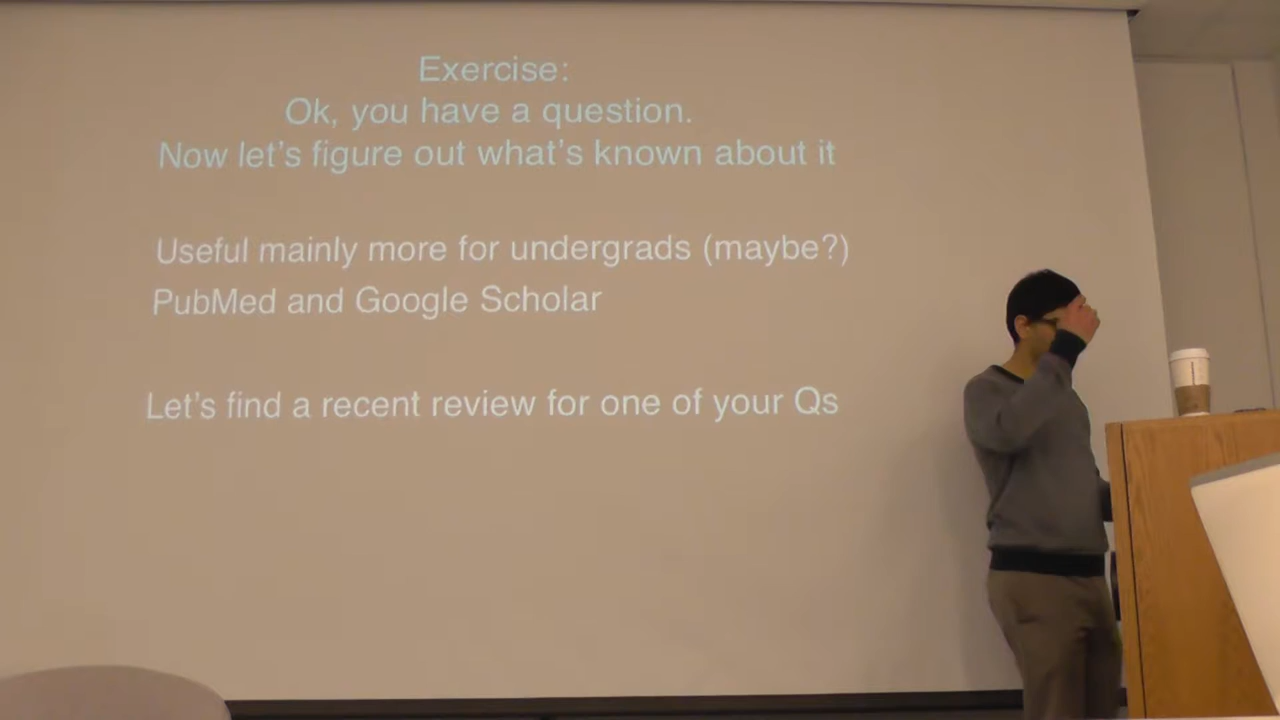 Exercise:
Ok, you have a question.
Now let's figure out what's known about it
Useful mainly more for undergrads (maybe?)
PubMed and Google Scholar
Let's find a recent review for one of your Qs